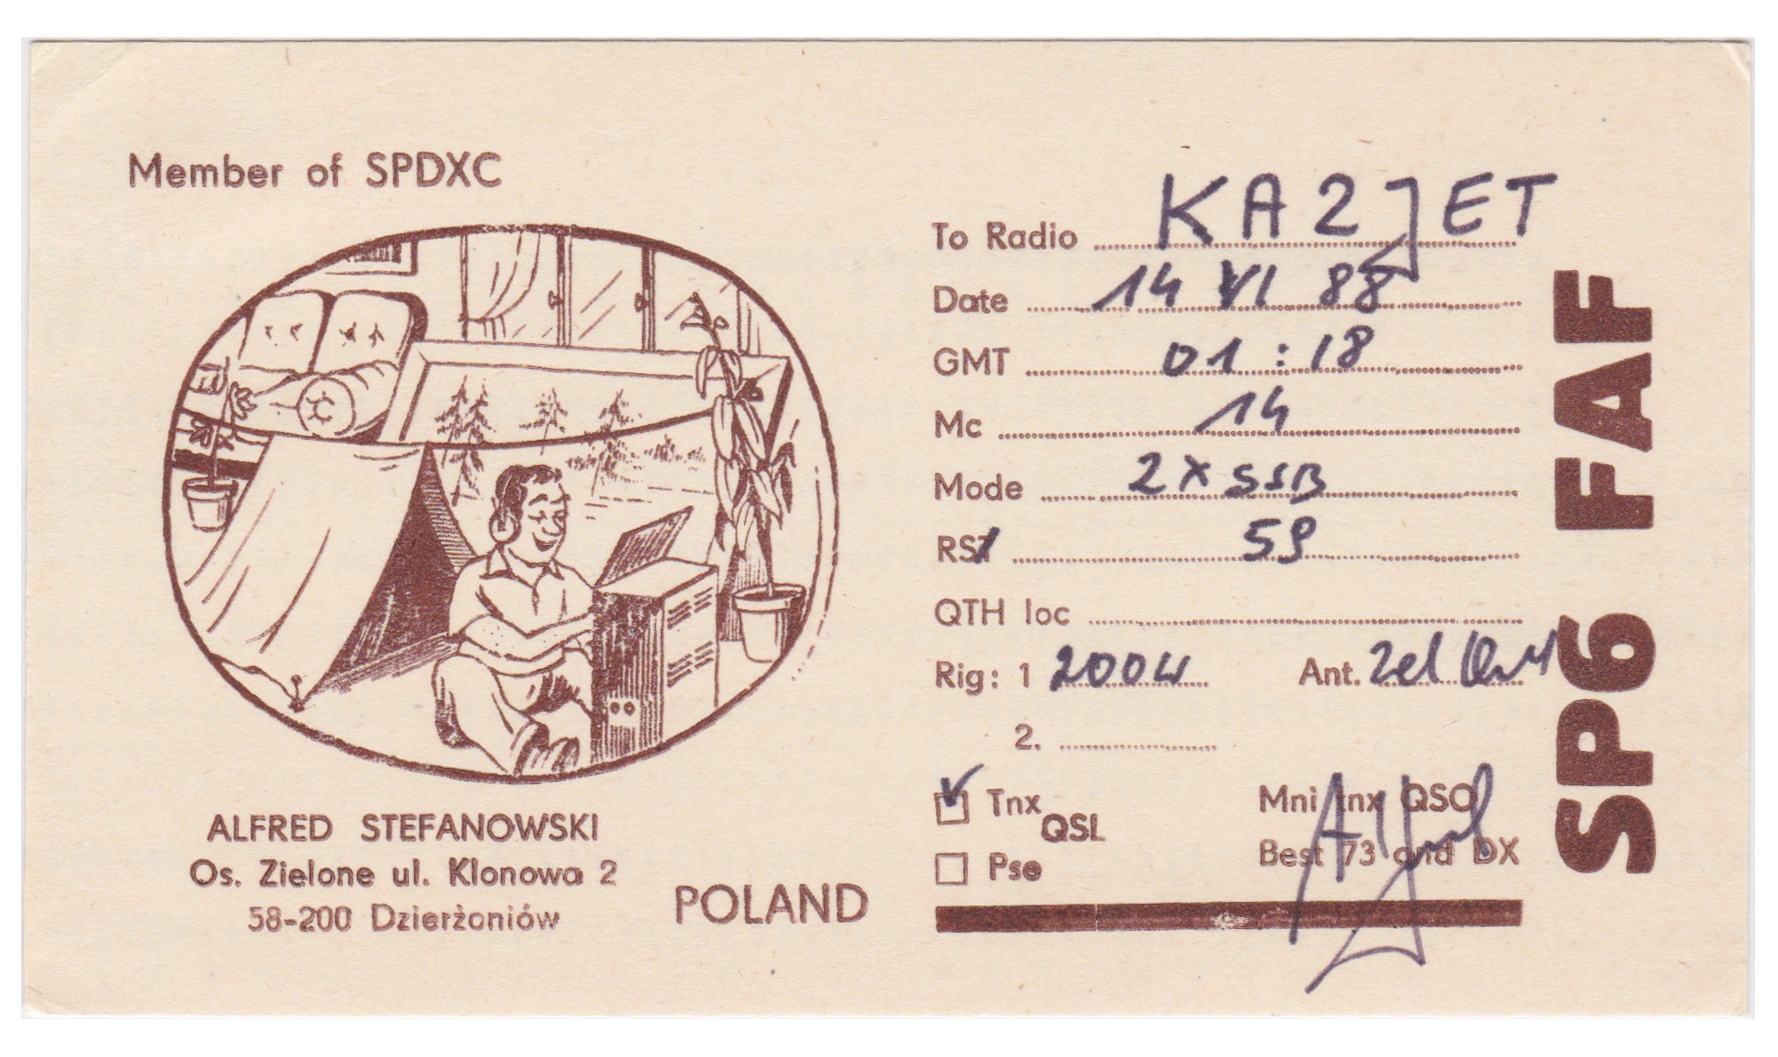 Member of SPDXC
ALFRED STEFANOWSKI
Os. Zielone ul. Klonowa 2
58-200 Dzierżoniów
POLAND
To Radio KA2JET
Date 14 VI 88
GMT 01:18
Mc 14
Mode 2X SSB
RST 59
QTH loc
Rig: 1 200W Ant. 2el
2.
Tnx QSL
Pse
Mni tnx QSO
Best 73 and DX
SP6 FAF